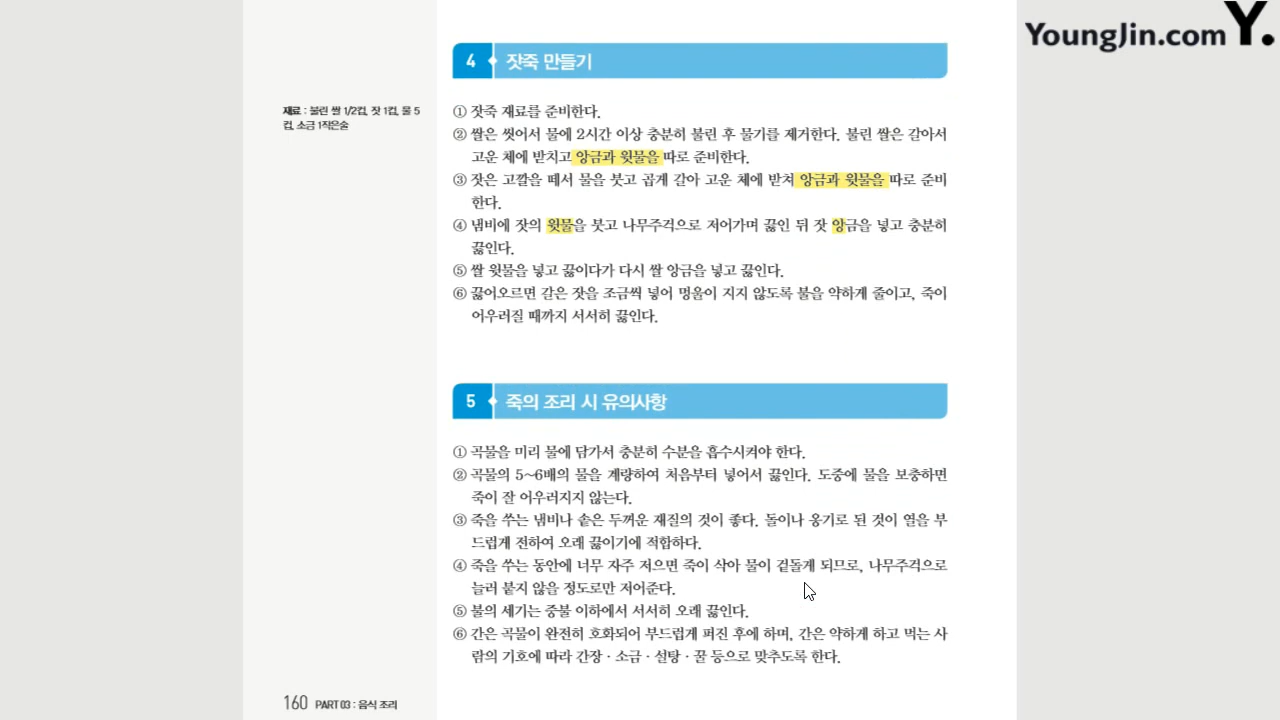 YoungJin.com Y.
4 잣죽 만들기
재료 : 불린 쌀 1/2컵, 잣 1컵, 물 5
컵, 소금 1작은술
① 잣죽 재료를 준비한다.
② 쌀은 씻어서 물에 2시간 이상 충분히 불린 후 물기를 제거한다. 불린 쌀은 갈아서
고운 체에 받치고 앙금과 윗물을 따로 준비한다.
③ 잣은 고깔을 떼서 물을 붓고 곱게 갈아 고운 체에 받쳐 앙금과 윗물을 따로 준비
한다.
④ 냄비에 잣의 윗물을 붓고 나무주걱으로 저어가며 끓인 뒤 잣 앙금을 넣고 충분히
끓인다.
⑤ 쌀 윗물을 넣고 끓이다가 다시 쌀 앙금을 넣고 끓인다.
⑥ 끓어오르면 갈은 잣을 조금씩 넣어 멍울이 지지 않도록 불을 약하게 줄이고, 죽이
어우러질 때까지 서서히 끓인다.
5 죽의 조리 시 유의사항
① 곡물을 미리 물에 담가서 충분히 수분을 흡수시켜야 한다.
② 곡물의 5~6배의 물을 계량하여 처음부터 넣어서 끓인다. 도중에 물을 보충하면
죽이 잘 어우러지지 않는다.
③ 죽을 쑤는 냄비나 솥은 두꺼운 재질의 것이 좋다. 돌이나 옹기로 된 것이 열을 부
드럽게 전하여 오래 끓이기에 적합하다.
④ 죽을 쑤는 동안에 너무 자주 저으면 죽이 삭아 물이 겉돌게 되므로, 나무주걱으로
늘러 붙지 않을 정도로만 저어준다.
⑤ 불의 세기는 중불 이하에서 서서히 오래 끓인다.
⑥ 간은 곡물이 완전히 호화되어 부드럽게 퍼진 후에 하며, 간은 약하게 하고 먹는 사
람의 기호에 따라 간장 · 소금 · 설탕 · 꿀 등으로 맞추도록 한다.
160 PART 03 : 음식 조리